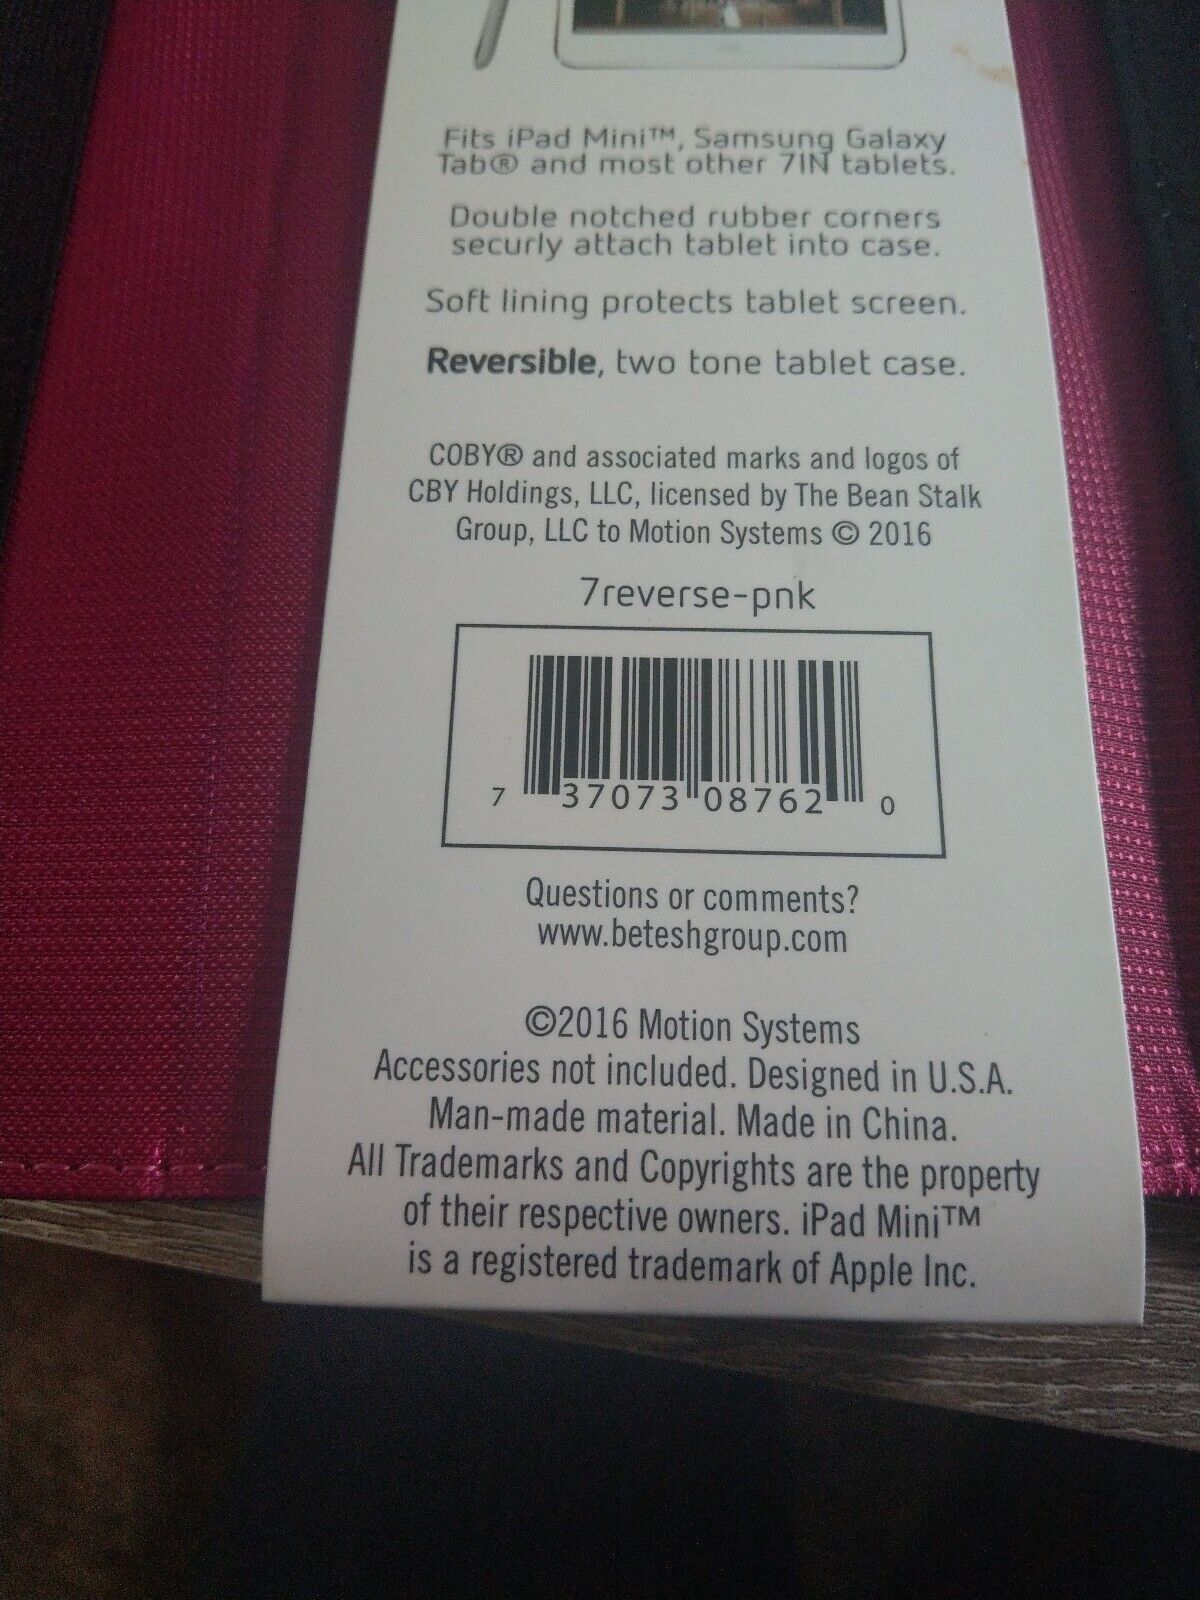 Fits iPad Mini™, Samsung Galaxy
Tab® and most other 7IN tablets.
Double notched rubber corners
securly attach tablet into case.
Soft lining protects tablet screen.
Reversible, two tone tablet case.
COBY® and associated marks and logos of
CBY Holdings, LLC, licensed by The Bean Stalk
Group, LLC to Motion Systems © 2016
7reverse-pnk
7 37073 08762 0
Questions or comments?
www.beteshgroup.com
©2016 Motion Systems
Accessories not included. Designed in U.S.A.
Man-made material. Made in China.
All Trademarks and Copyrights are the property
of their respective owners. iPad Mini™
is a registered trademark of Apple Inc.